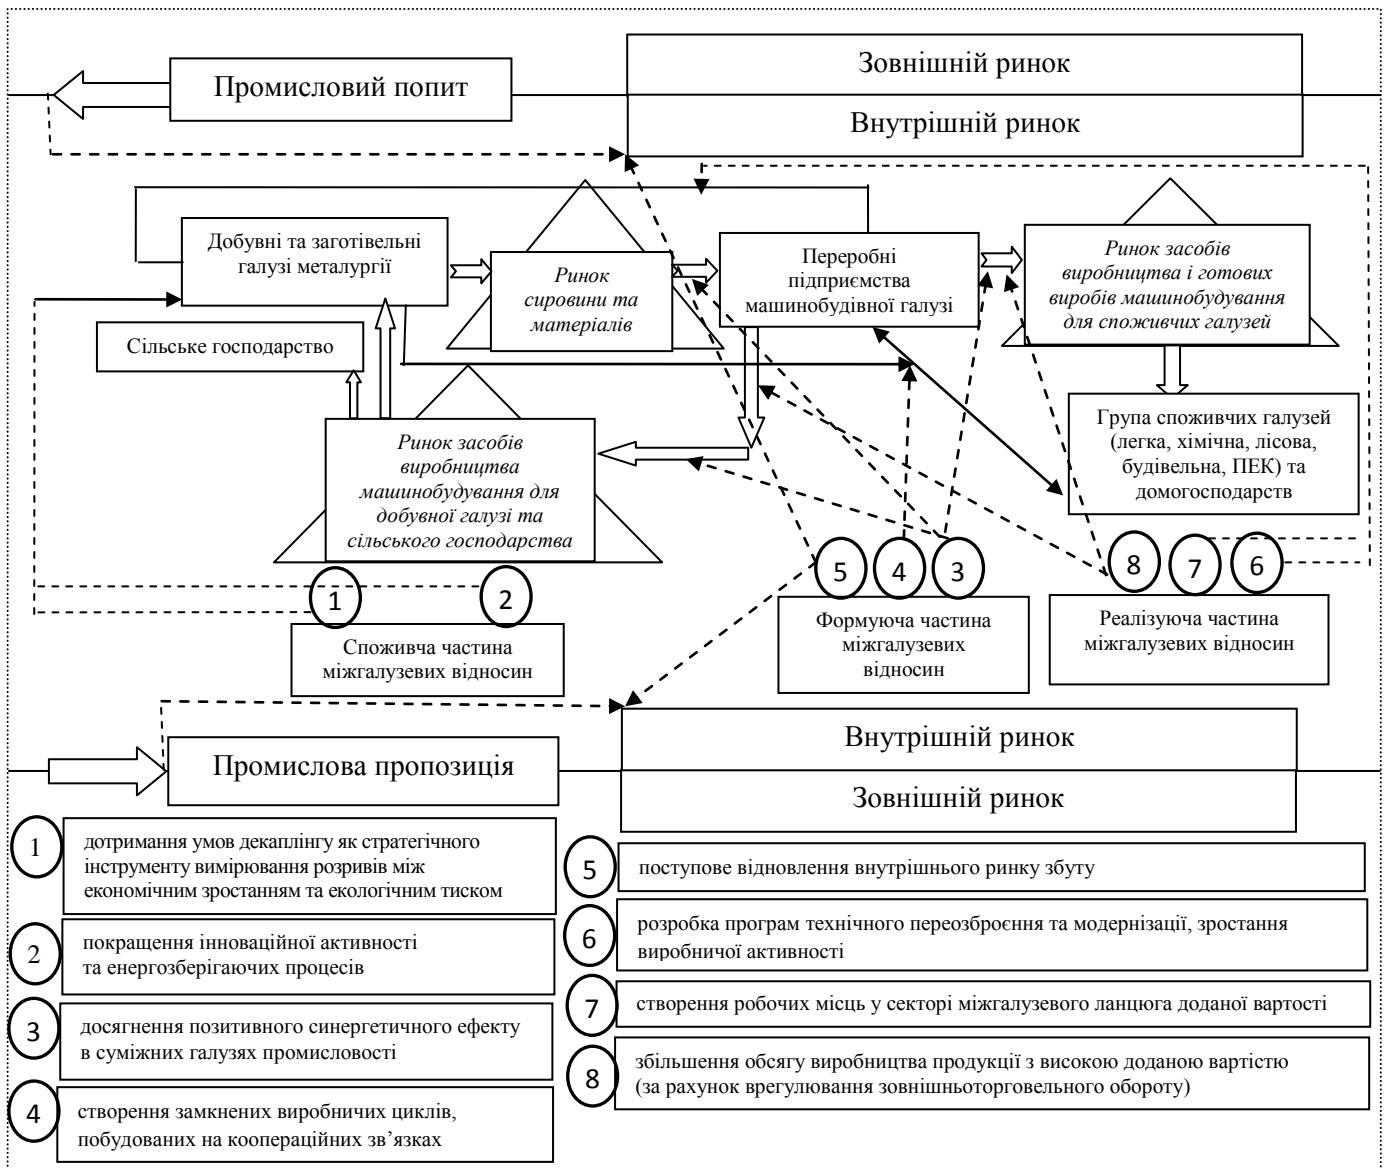 Промисловий попит
Зовнішній ринок
Внутрішній ринок
Добувні та заготівельні
галузі металургії
Ринок
сировини та
матеріалів
Переробні
підприємства
машинобудівної галузі
Ринок засобів
виробництва і готових
виробів машинобудування
для споживчих галузей
Сільське господарство
Ринок засобів
виробництва
машинобудування для
добувної галузі та
сільського господарства
Група споживчих галузей
(легка, хімічна, лісова,
будівельна, ПЕК) та
домогосподарств
1
2
5
4
3
8
7
6
Споживча частина
міжгалузевих відносин
Формуюча частина
міжгалузевих
відносин
Реалізуюча частина
міжгалузевих відносин
Промислова пропозиція
Внутрішній ринок
Зовнішній ринок
1
дотримання умов декаплінгу як стратегічного
інструменту вимірювання розривів між
економічним зростанням та екологічним тиском
2
покращення інноваційної активності
та енергозберігаючих процесів
3
досягнення позитивного синергетичного ефекту
в суміжних галузях промисловості
4
створення замкнених виробничих циклів,
побудованих на коопераційних зв’язках
5
поступове відновлення внутрішнього ринку збуту
6
розробка програм технічного переозброєння та модернізації, зростання
виробничої активності
7
створення робочих місць у секторі міжгалузевого ланцюга доданої вартості
8
збільшення обсягу виробництва продукції з високою доданою вартістю
(за рахунок врегулювання зовнішньоторговельного обороту)